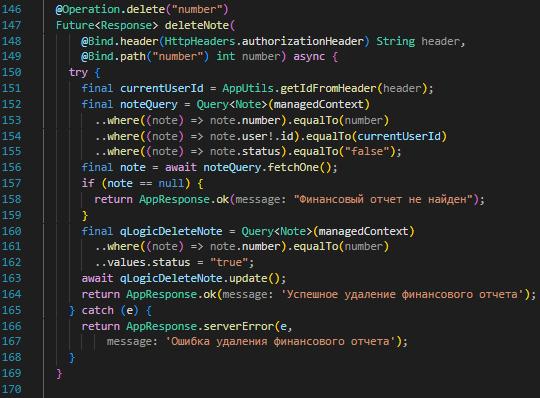 146 @Operation.delete("number")
147 Future<Response> deleteNote(
148 @Bind.header(HttpHeaders.authorizationHeader) String header,
149 @Bind.path("number") int number) async {
150 try {
151 final currentUserId = AppUtils.getIdFromHeader(header);
152 final noteQuery = Query<Note>(managedContext)
153 ..where((note) => note.number).equalTo(number)
154 ..where((note) => note.user!.id).equalTo(currentUserId)
155 ..where((note) => note.status).equalTo("false");
156 final note = await noteQuery.fetchOne();
157 if (note == null) {
158 return AppResponse.ok(message: "Финансовый отчет не найден");
159 }
160 final qLogicDeleteNote = Query<Note>(managedContext)
161 ..where((note) => note.number).equalTo(number)
162 ..values.status = "true";
163 await qLogicDeleteNote.update();
164 return AppResponse.ok(message: 'Успешное удаление финансового отчета');
165 } catch (e) {
166 return AppResponse.serverError(e,
167 message: 'Ошибка удаления финансового отчета');
168 }
169 }
170